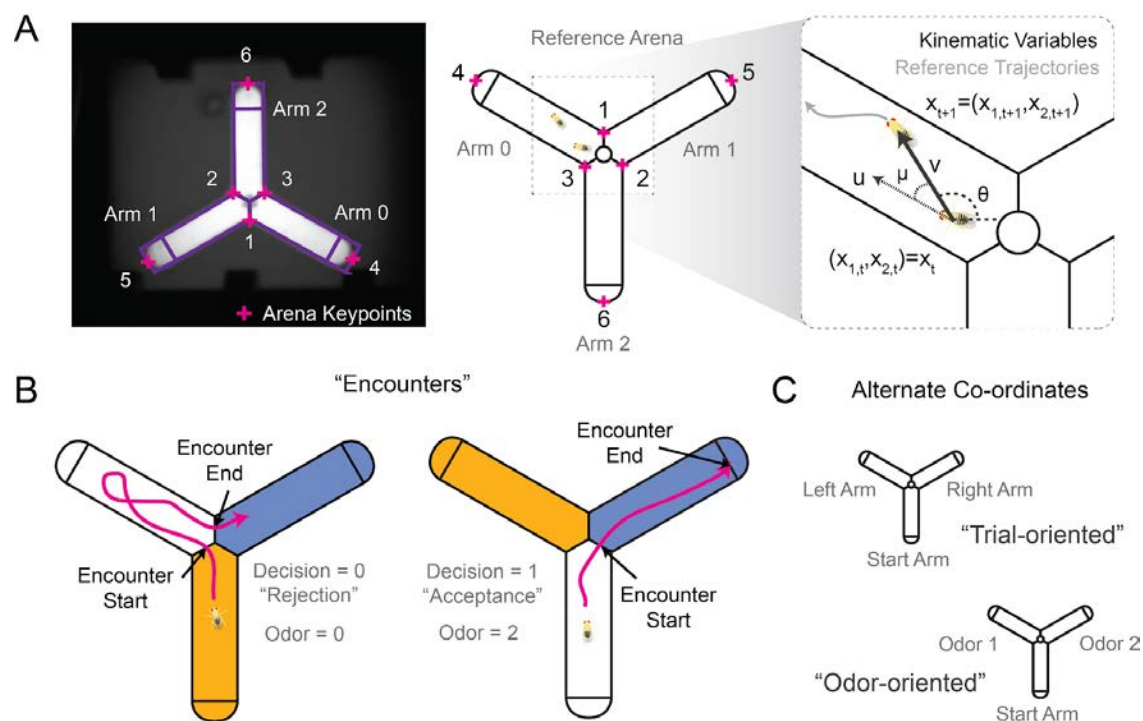 A
6
Arm 2
2
3
Arm 1
Arm 0
1
5
4
Arena Keypoints
Reference Arena
4
5
1
Arm 0
Arm 1
3
2
6
Arm 2
Kinematic Variables
Reference Trajectories
x_{t+1}=(x_{1,t+1},x_{2,t+1})
v
u
μ
θ
(x_{1,t},x_{2,t})=x_t
B
“Encounters”
Encounter
End
Encounter
Start
Decision = 0
“Rejection”
Odor = 0
Encounter
End
Decision = 1
“Acceptance”
Odor = 2
Encounter
Start
C
Alternate Co-ordinates
Left Arm
Right Arm
“Trial-oriented”
Start Arm
Odor 1
Odor 2
“Odor-oriented”
Start Arm